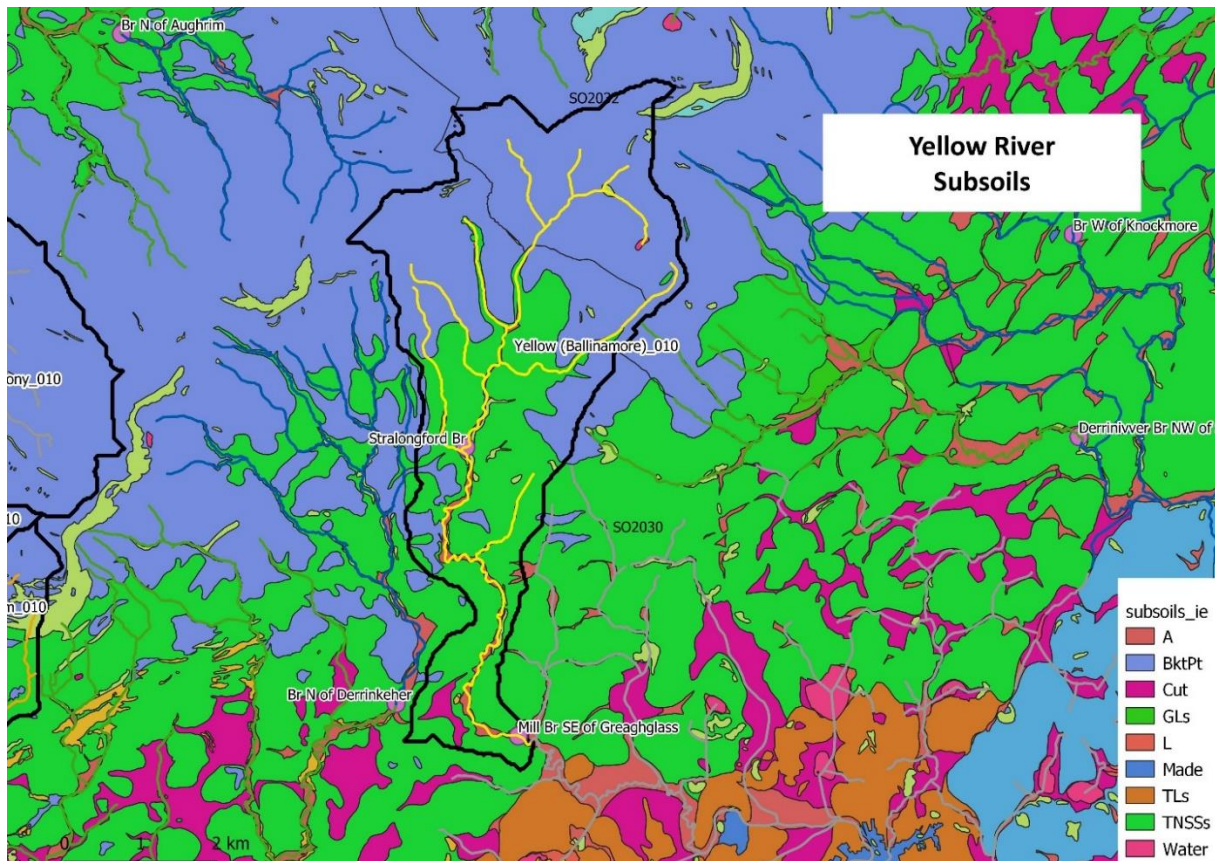 Br N of Aughrim
SO2022
Yellow River
Subsoils
Br W of Knockmore
Yellow (Ballinamore)_010
ony_010
Stralongford Br
Derrinivver Br NW of
10
SO2030
m_010
subsoils_ie
A
BktPt
Cut
GLs
L
Made
TLs
TNSSs
Water
Br N of Derrinkeher
Mill Br SE of Greaghglass
0 1 2 km